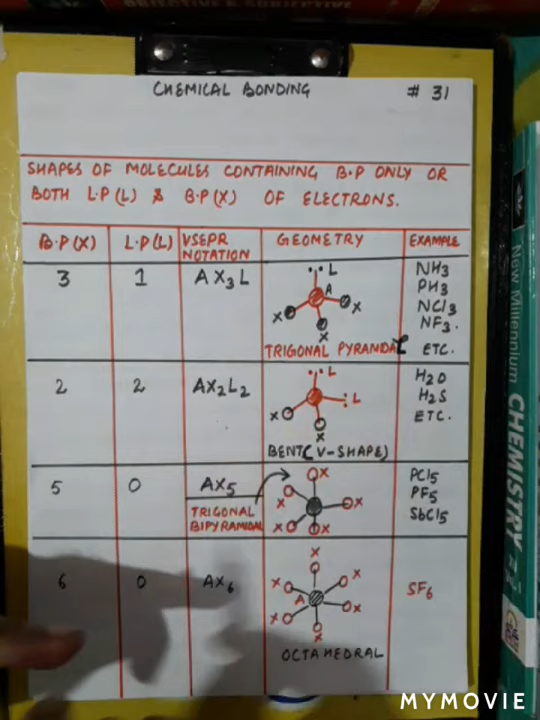 OBJECTIVE & SUBJECTIVE
CHEMICAL BONDING # 31
SHAPES OF MOLECULES CONTAINING B.P ONLY OR
BOTH L.P(L) & B.P(X) OF ELECTRONS.
B.P(X) L.P(L) VSEPR NOTATION GEOMETRY EXAMPLE
3 1 AX3L L A X X X TRIGONAL PYRAMIDAL
NH3
PH3
NCl3
NF3.
ETC.
2 2 AX2L2 L L X X BENT(V-SHAPE)
H2O
H2S
ETC.
5 0 AX5 TRIGONAL BIPYRAMIDAL X X X X X
PCl5
PF5
SbCl5
6 0 AX6 X X X A X X X OCTAHEDRAL
SF6
New Millennium CHEMISTRY
MYMOVIE